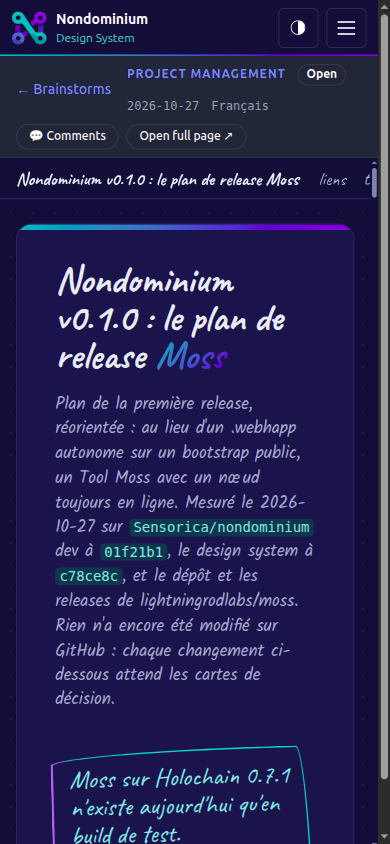 Nondominium
Design System
← Brainstorms
PROJECT MANAGEMENT
Open
2026-10-27 Français
💬 Comments
Open full page ↗
Nondominium v0.1.0 : le plan de release Moss liens
Nondominium
v0.1.0 : le plan de
release Moss
Plan de la première release,
réorientée : au lieu d'un .webhapp
autonome sur un bootstrap public,
un Tool Moss avec un nœud
toujours en ligne. Mesuré le 2026-
10-27 sur Sensorica/nondominium
dev à 01f21b1, le design system à
c78ce8c, et le dépôt et les
releases de lightningrodlabs/moss.
Rien n'a encore été modifié sur
GitHub : chaque changement ci-
dessous attend les cartes de
décision.
Moss sur Holochain 0.7.1
n'existe aujourd'hui qu'en
build de test.